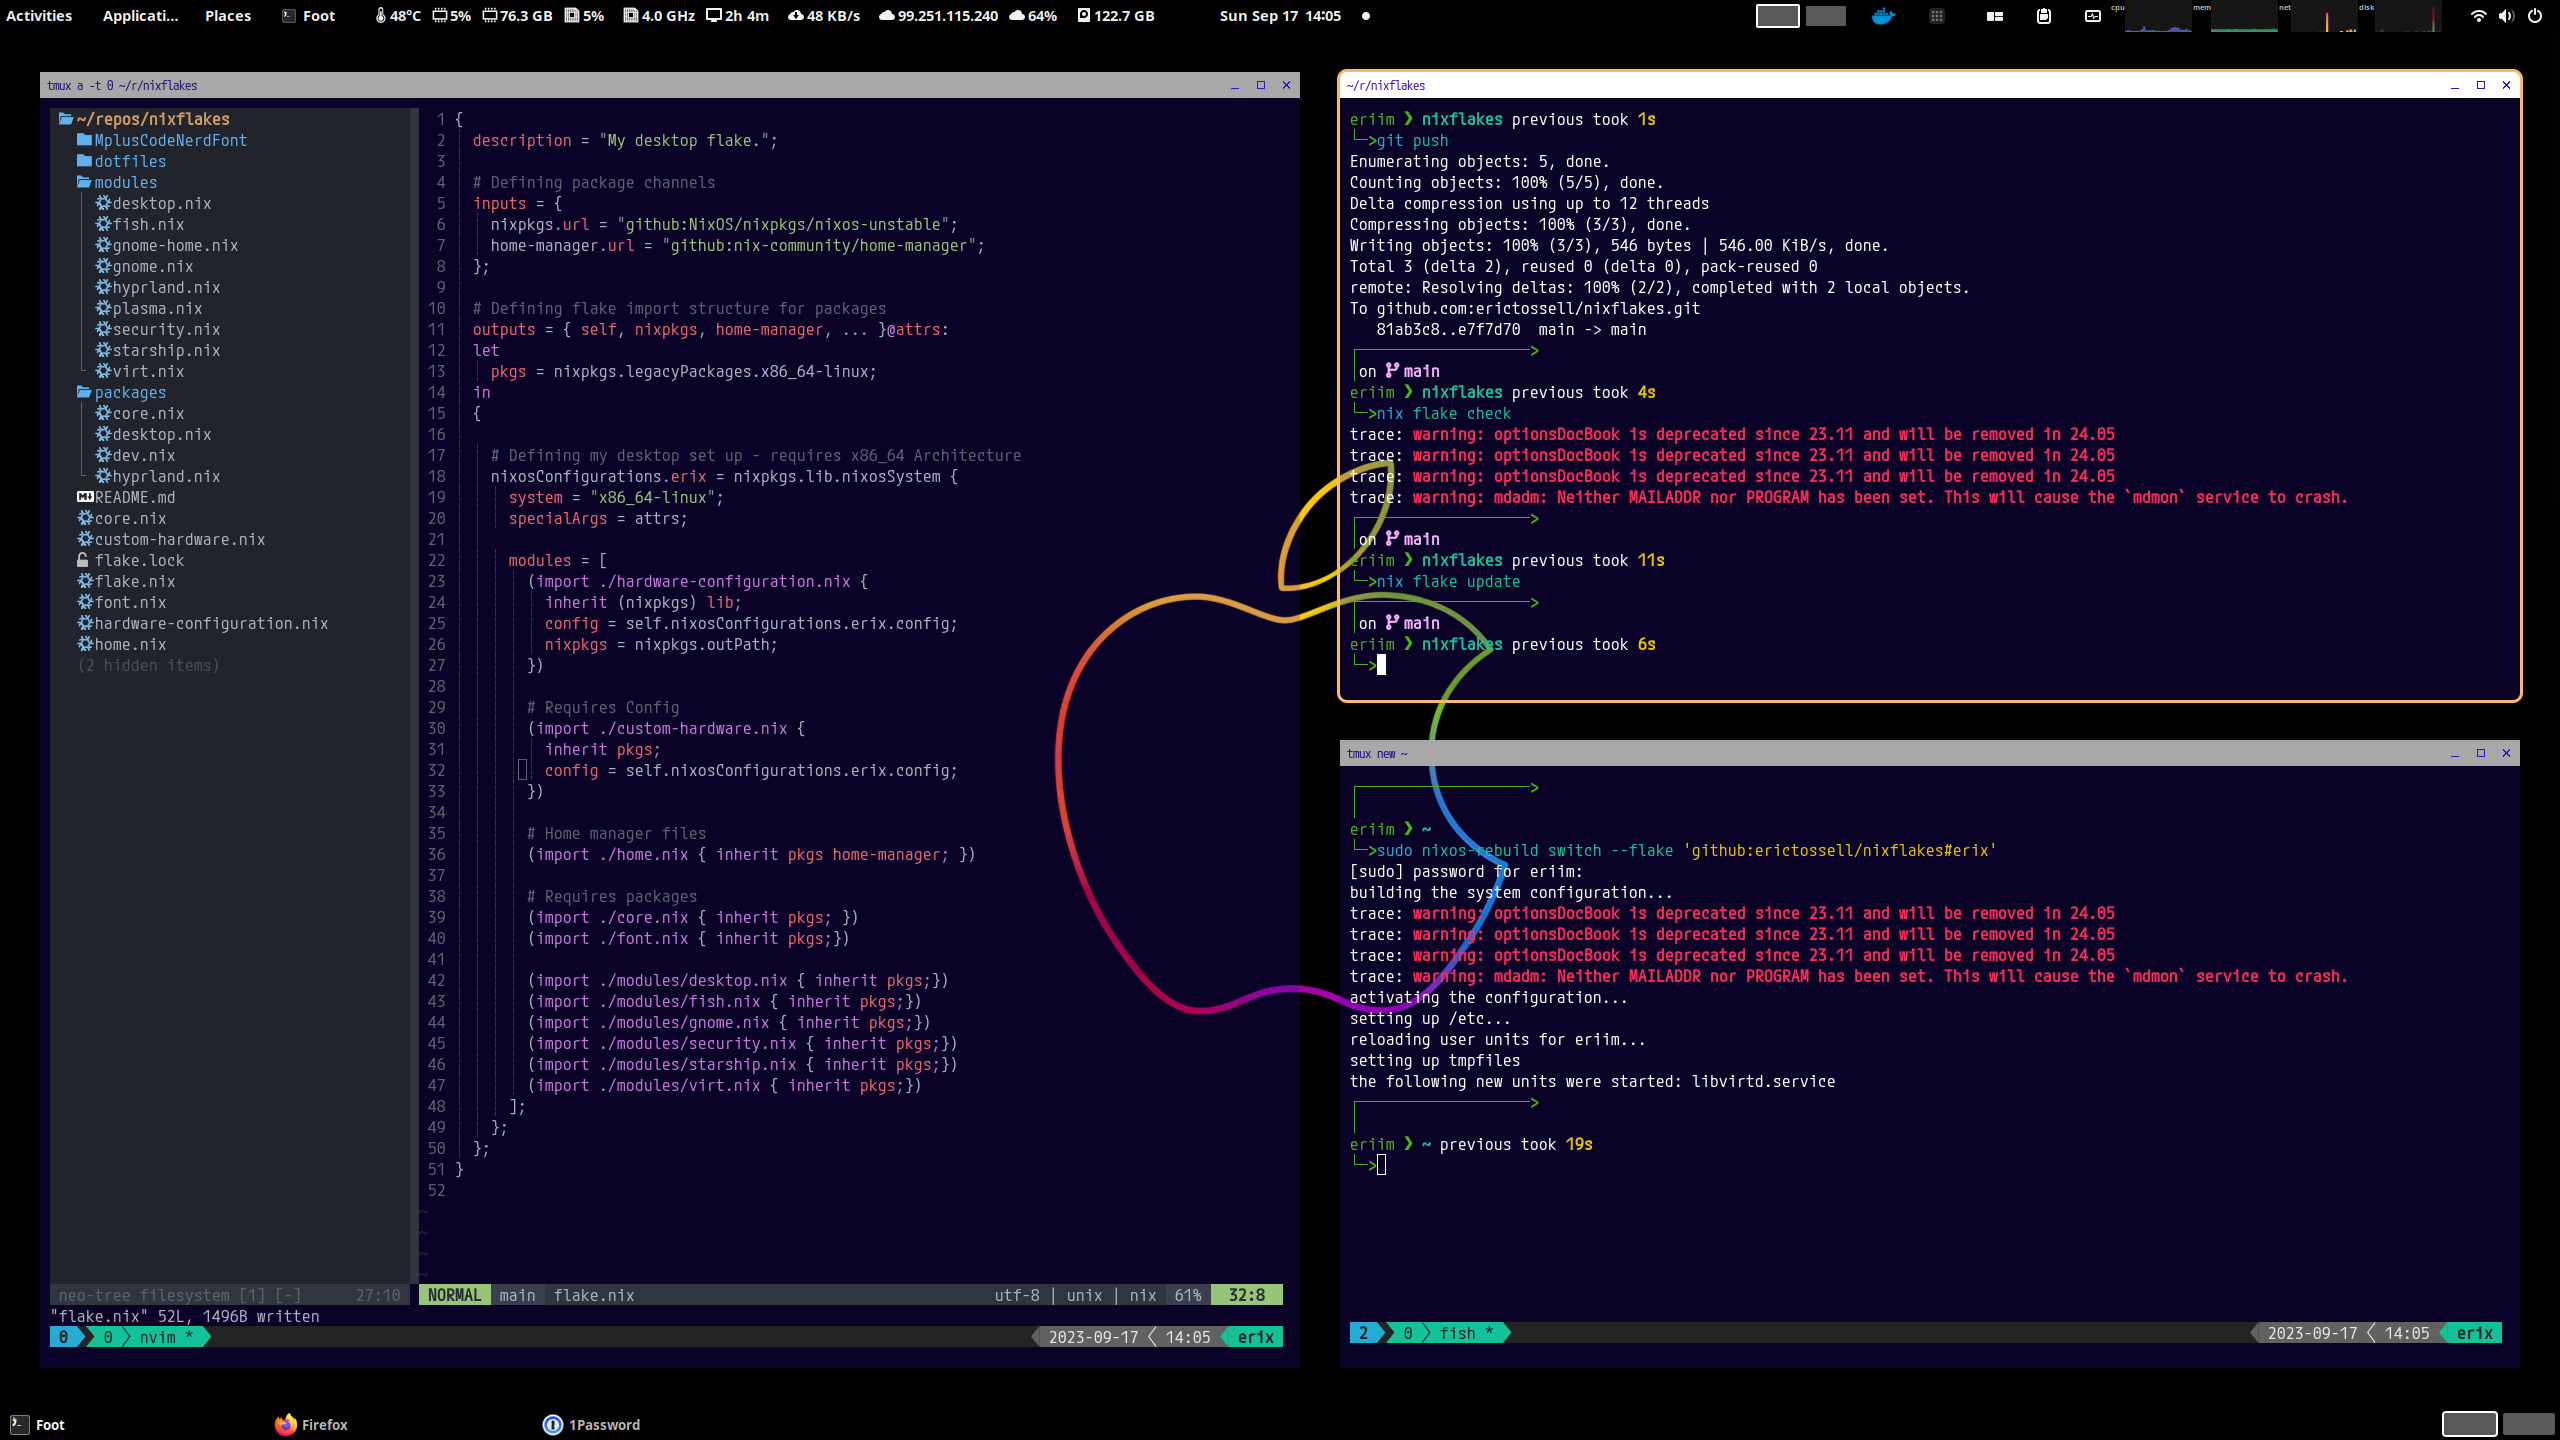 Activities Applicati... Places Foot 48°C 5% 76.3 GB 5% 4.0 GHz 2h 4m 48 KB/s 99.251.115.240 64% 122.7 GB Sun Sep 17 14:05 cpu mem net disk
tmux a -t 0 ~/r/nixflakes
~/repos/nixflakes
MplusCodeNerdFont
dotfiles
modules
desktop.nix
fish.nix
gnome-home.nix
gnome.nix
hyprland.nix
plasma.nix
security.nix
starship.nix
virt.nix
packages
core.nix
desktop.nix
dev.nix
hyprland.nix
README.md
core.nix
custom-hardware.nix
flake.lock
flake.nix
font.nix
hardware-configuration.nix
home.nix
(2 hidden items)
neo-tree filesystem [1] [-] 27:10
1 {
2 description = "My desktop flake.";
3
4 # Defining package channels
5 inputs = {
6 nixpkgs.url = "github:NixOS/nixpkgs/nixos-unstable";
7 home-manager.url = "github:nix-community/home-manager";
8 };
9
10 # Defining flake import structure for packages
11 outputs = { self, nixpkgs, home-manager, ... }@attrs:
12 let
13 pkgs = nixpkgs.legacyPackages.x86_64-linux;
14 in
15 {
16
17 # Defining my desktop set up - requires x86_64 Architecture
18 nixosConfigurations.erix = nixpkgs.lib.nixosSystem {
19 system = "x86_64-linux";
20 specialArgs = attrs;
21
22 modules = [
23 (import ./hardware-configuration.nix {
24 inherit (nixpkgs) lib;
25 config = self.nixosConfigurations.erix.config;
26 nixpkgs = nixpkgs.outPath;
27 })
28
29 # Requires Config
30 (import ./custom-hardware.nix {
31 inherit pkgs;
32 config = self.nixosConfigurations.erix.config;
33 })
34
35 # Home manager files
36 (import ./home.nix { inherit pkgs home-manager; })
37
38 # Requires packages
39 (import ./core.nix { inherit pkgs; })
40 (import ./font.nix { inherit pkgs;})
41
42 (import ./modules/desktop.nix { inherit pkgs;})
43 (import ./modules/fish.nix { inherit pkgs;})
44 (import ./modules/gnome.nix { inherit pkgs;})
45 (import ./modules/security.nix { inherit pkgs;})
46 (import ./modules/starship.nix { inherit pkgs;})
47 (import ./modules/virt.nix { inherit pkgs;})
48 ];
49 };
50 };
51 }
52
~
~
~
~
NORMAL main flake.nix utf-8 | unix | nix 61% 32:8
"flake.nix" 52L, 1496B written
0 0 nvim * 2023-09-17 14:05 erix
~/r/nixflakes
eriim ❯ nixflakes previous took 1s
└─>git push
Enumerating objects: 5, done.
Counting objects: 100% (5/5), done.
Delta compression using up to 12 threads
Compressing objects: 100% (3/3), done.
Writing objects: 100% (3/3), 546 bytes | 546.00 KiB/s, done.
Total 3 (delta 2), reused 0 (delta 0), pack-reused 0
remote: Resolving deltas: 100% (2/2), completed with 2 local objects.
To github.com:erictossell/nixflakes.git
81ab3c8..e7f7d70 main -> main
on main
eriim ❯ nixflakes previous took 4s
└─>nix flake check
trace: warning: optionsDocBook is deprecated since 23.11 and will be removed in 24.05
trace: warning: optionsDocBook is deprecated since 23.11 and will be removed in 24.05
trace: warning: optionsDocBook is deprecated since 23.11 and will be removed in 24.05
trace: warning: mdadm: Neither MAILADDR nor PROGRAM has been set. This will cause the `mdmon` service to crash.
on main
eriim ❯ nixflakes previous took 11s
└─>nix flake update
on main
eriim ❯ nixflakes previous took 6s
└─>
tmux new ~
eriim ❯ ~
└─>sudo nixos-rebuild switch --flake 'github:erictossell/nixflakes#erix'
[sudo] password for eriim:
building the system configuration...
trace: warning: optionsDocBook is deprecated since 23.11 and will be removed in 24.05
trace: warning: optionsDocBook is deprecated since 23.11 and will be removed in 24.05
trace: warning: optionsDocBook is deprecated since 23.11 and will be removed in 24.05
trace: warning: mdadm: Neither MAILADDR nor PROGRAM has been set. This will cause the `mdmon` service to crash.
activating the configuration...
setting up /etc...
reloading user units for eriim...
setting up tmpfiles
the following new units were started: libvirtd.service
eriim ❯ ~ previous took 19s
└─>
2 0 fish * 2023-09-17 14:05 erix
Foot Firefox 1Password